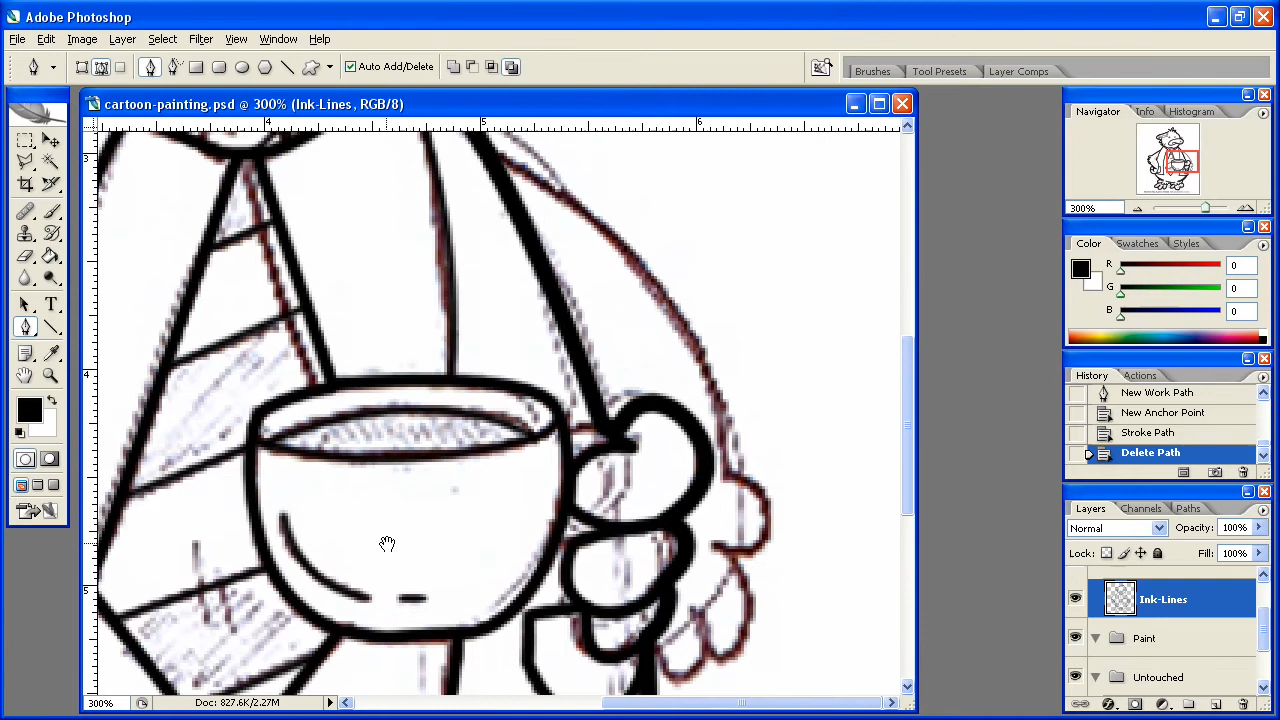 Adobe Photoshop
File Edit Image Layer Select Filter View Window Help
Auto Add/Delete
Brushes Tool Presets Layer Comps
cartoon-painting.psd @ 300% (Ink-Lines, RGB/8)
4 5 6
3
4
5
300% Doc: 827.6K/2.27M
Navigator Info Histogram
300%
Color Swatches Styles
R 0
G 0
B 0
History Actions
New Work Path
New Anchor Point
Stroke Path
Delete Path
Layers Channels Paths
Normal Opacity: 100%
Lock: Fill: 100%
Ink-Lines
Paint
Untouched